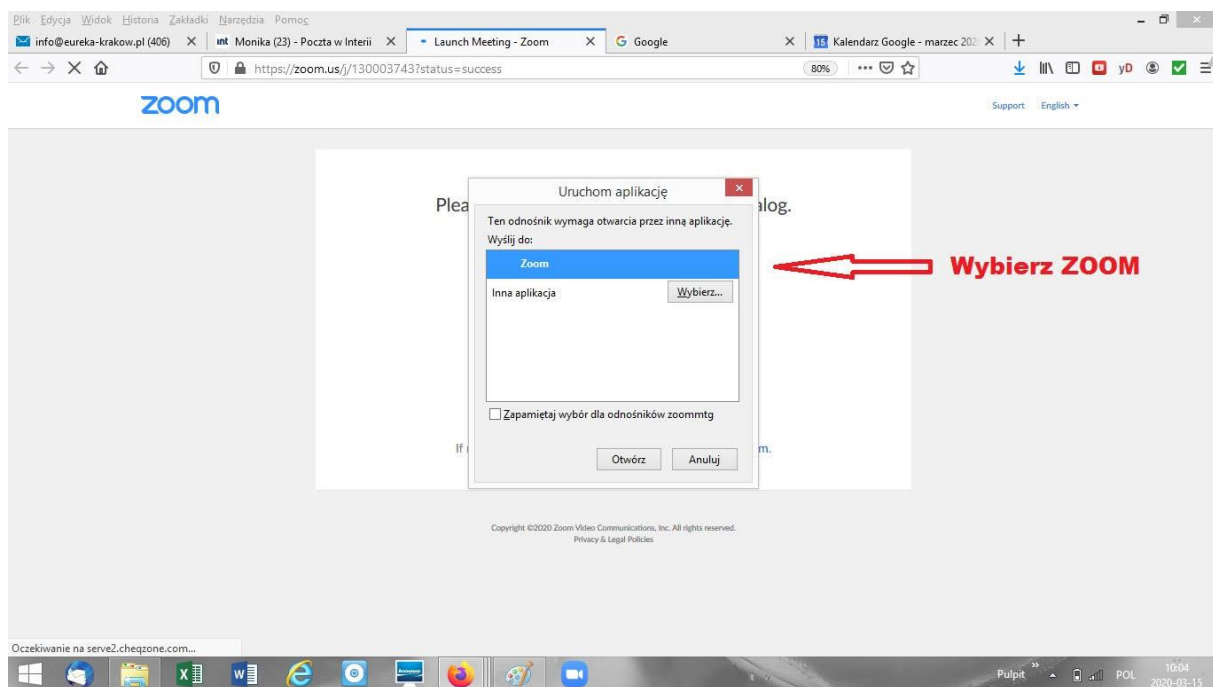 Plik Edycja Widok Historia Zakładki Narzędzia Pomoc
info@eureka-krakow.pl (406) int Monika (23) - Poczta w Interii Launch Meeting - Zoom G Google 15 Kalendarz Google - marzec 202
https://zoom.us/j/130003743?status=success 80% yD
zoom Support English
Uruchom aplikację
Plea alog.
Ten odnośnik wymaga otwarcia przez inną aplikację.
Wyślij do:
Zoom
Wybierz ZOOM
Inna aplikacja Wybierz...
Zapamiętaj wybór dla odnośników zoommtg
If m.
Otwórz Anuluj
Copyright ©2020 Zoom Video Communications, Inc. All rights reserved.
Privacy & Legal Policies
Oczekiwanie na serve2.cheqzone.com...
Pulpit » POL 10:04
2020-03-15